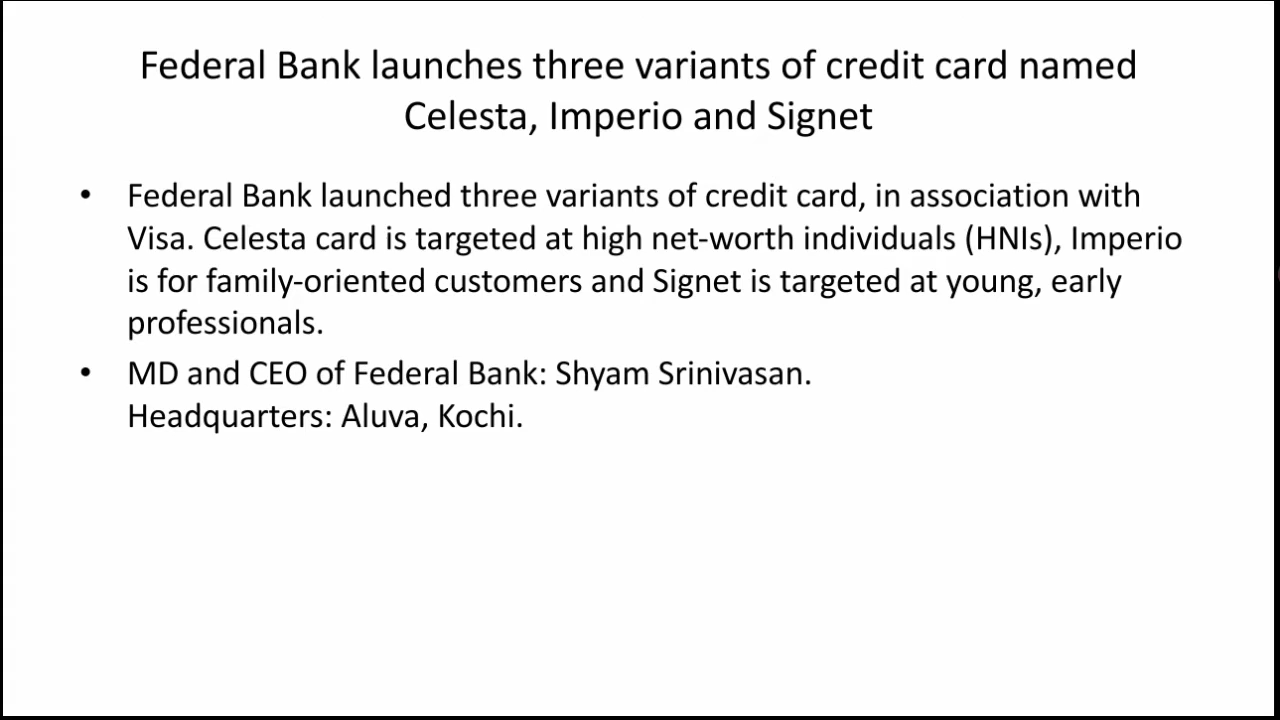 Federal Bank launches three variants of credit card named
Celesta, Imperio and Signet
• Federal Bank launched three variants of credit card, in association with
Visa. Celesta card is targeted at high net-worth individuals (HNIs), Imperio
is for family-oriented customers and Signet is targeted at young, early
professionals.
• MD and CEO of Federal Bank: Shyam Srinivasan.
Headquarters: Aluva, Kochi.